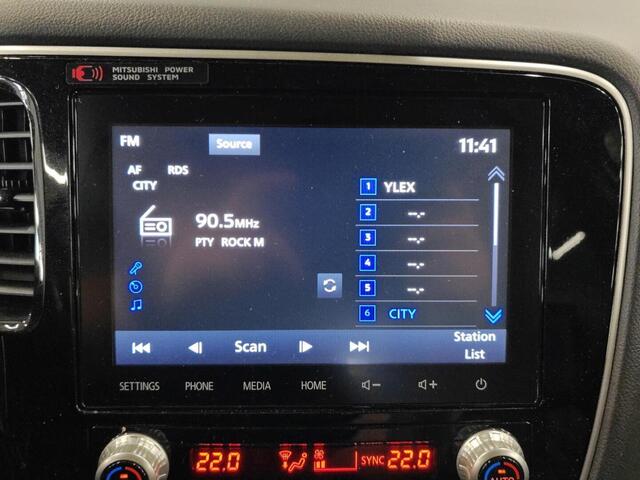 MITSUBISHI POWER
SOUND SYSTEM
FM
Source
11:41
AF RDS
CITY
90.5MHz
PTY ROCK M
1 YLEX
2 --.-
3 --.-
4 --.-
5 --.-
6 CITY
Scan
Station
List
SETTINGS PHONE MEDIA HOME
22.0
SYNC 22.0
AUTO